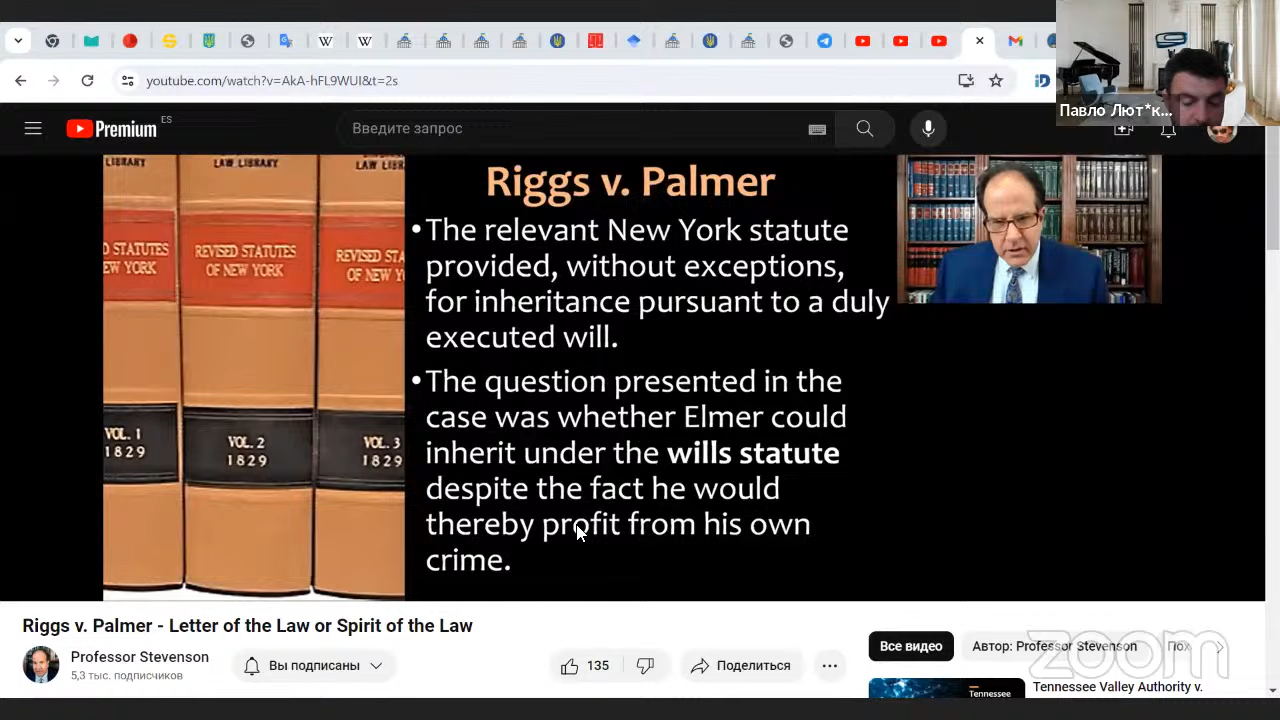 youtube.com/watch?v=AkA-hFL9WUI&t=2s
Павло Лют*к...
Premium ES
Введите запрос
LIBRARY
LAW LIBRARY
LAW LIBR
D STATUTES
EW YORK
REVISED STATUTES
OF NEW YORK
REVISED STA
OF NEW Y
VOL. 1
1829
VOL. 2
1829
VOL. 3
1829
Riggs v. Palmer
•The relevant New York statute
provided, without exceptions,
for inheritance pursuant to a duly
executed will.
•The question presented in the
case was whether Elmer could
inherit under the wills statute
despite the fact he would
thereby profit from his own
crime.
Riggs v. Palmer - Letter of the Law or Spirit of the Law
Professor Stevenson
5,3 тыс. подписчиков
Вы подписаны
135
Поделиться
Все видео
Автор: Professor Stevenson
Пох
zoom
Tennessee
Tennessee Valley Authority v.